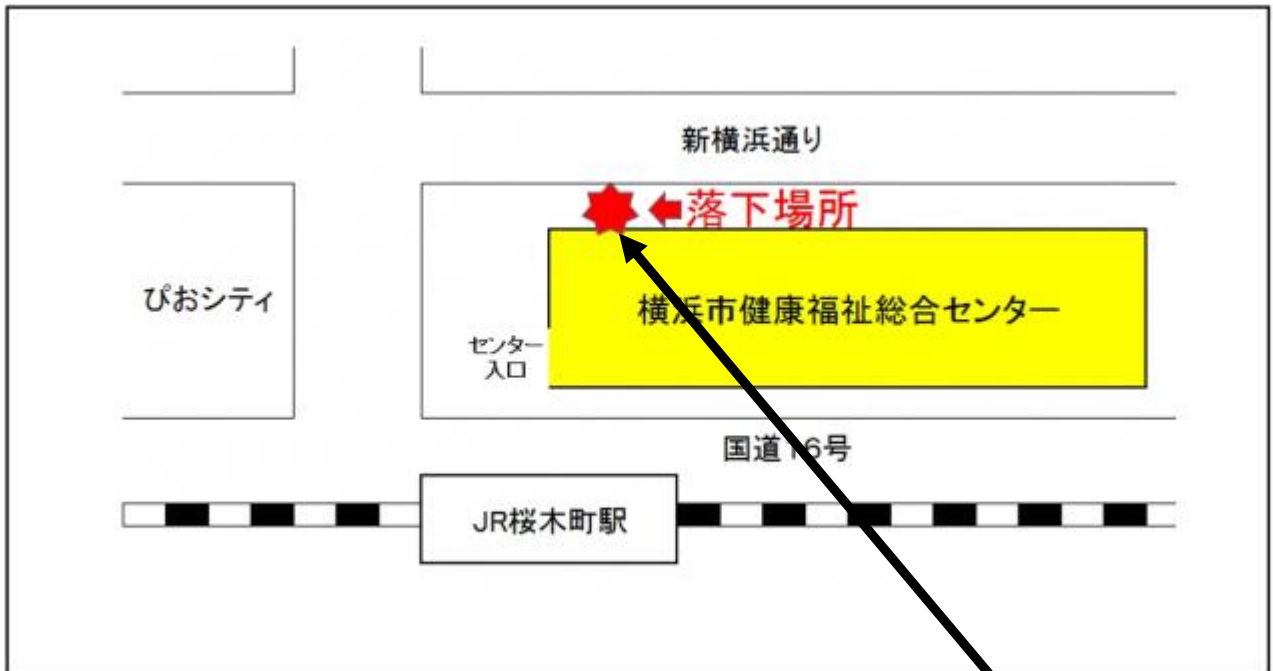 新横浜通り
落下場所
ぴおシティ
横浜市健康福祉総合センター
センター
入口
国道16号
JR桜木町駅